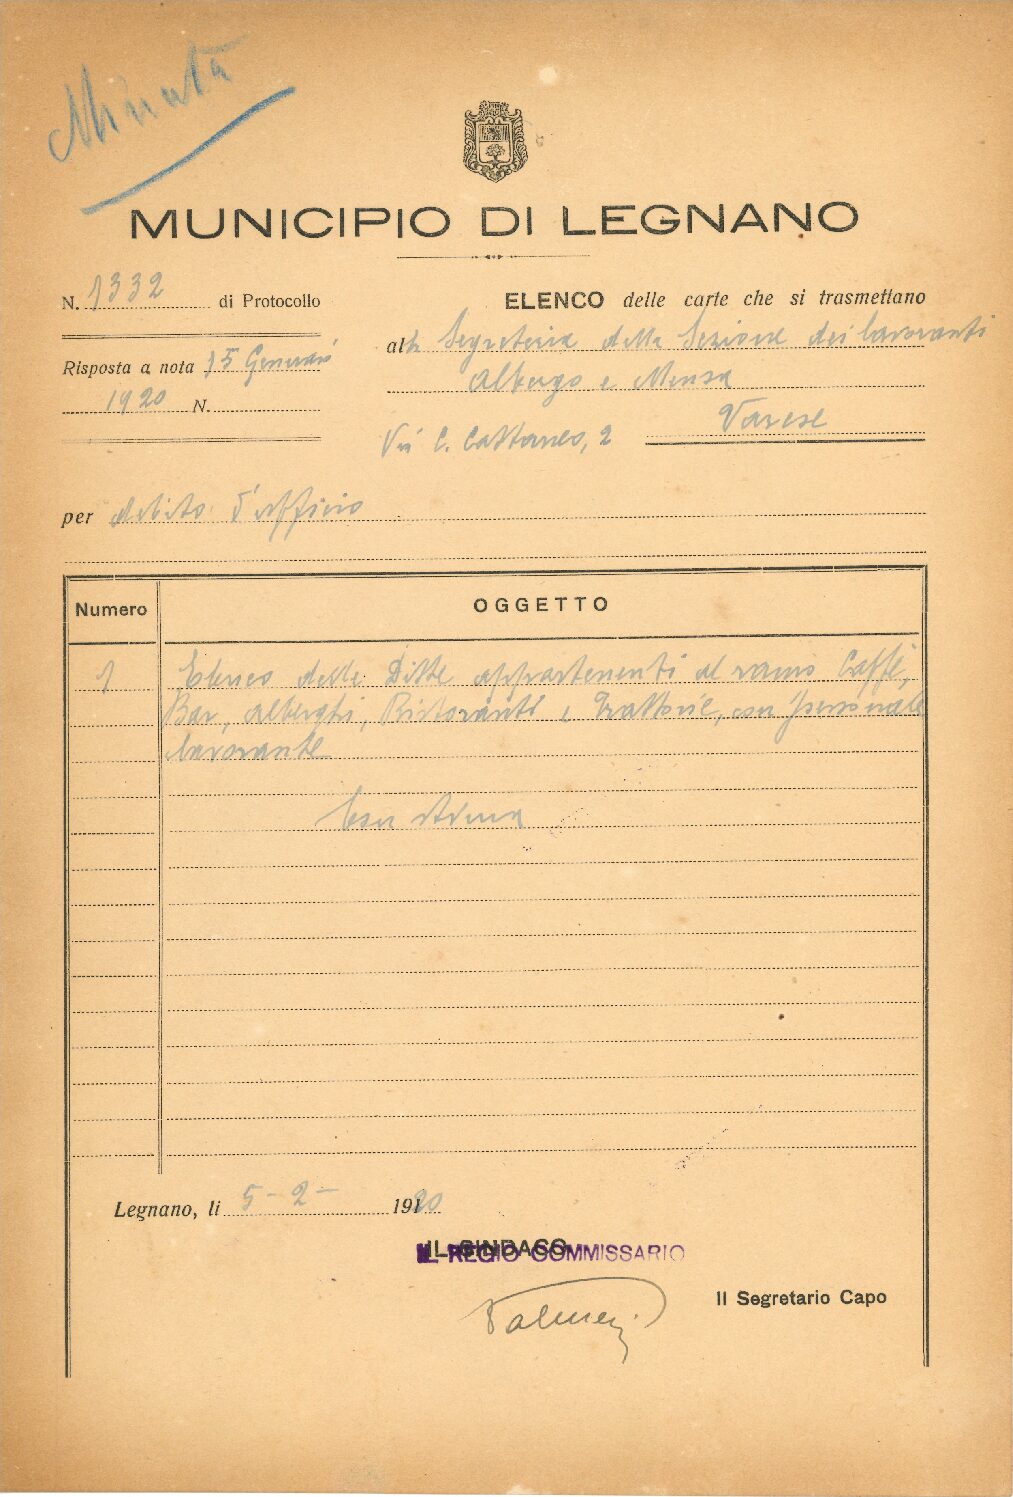 Minuta
MUNICIPIO DI LEGNANO
N. 1332 di Protocollo
ELENCO delle carte che si trasmettano
alla Segreteria della Sezione dei lavoranti
Risposta a nota 15 Gennaio
Albergo e Mensa
1920 N.
Varese
Via C. Cattaneo, 2
per debito d'ufficio
Numero
OGGETTO
1 Elenco delle Ditte appartenenti al ramo Caffè,
Bar, alberghi, Ristoranti e Trattorie, con personale
lavorante
Con stima
Legnano, li 5-2- 1920
IL SINDACO
IL REGIO COMMISSARIO
Il Segretario Capo